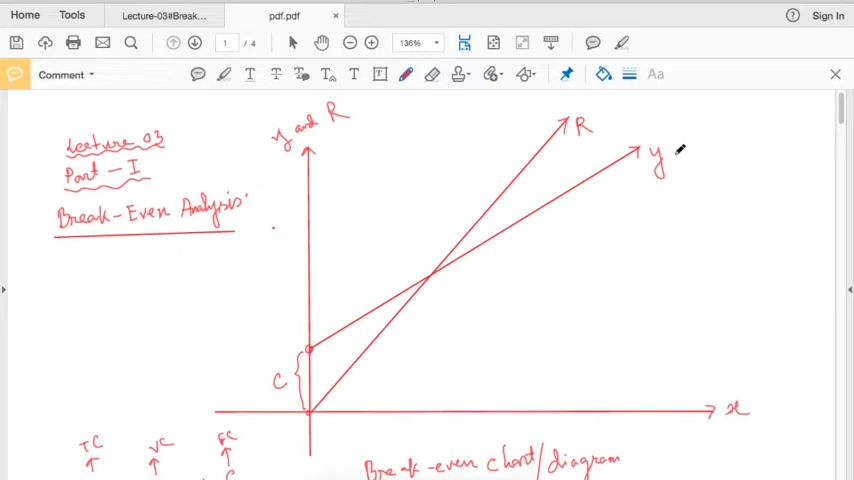 Home Tools Lecture-03#Break... pdf.pdf × ? Sign In
1 / 4 136%
Comment Aa
y and R
R
Lecture 03
Part - I
y
Break-Even Analysis
C
x
TC VC FC
C
Break-even chart/diagram